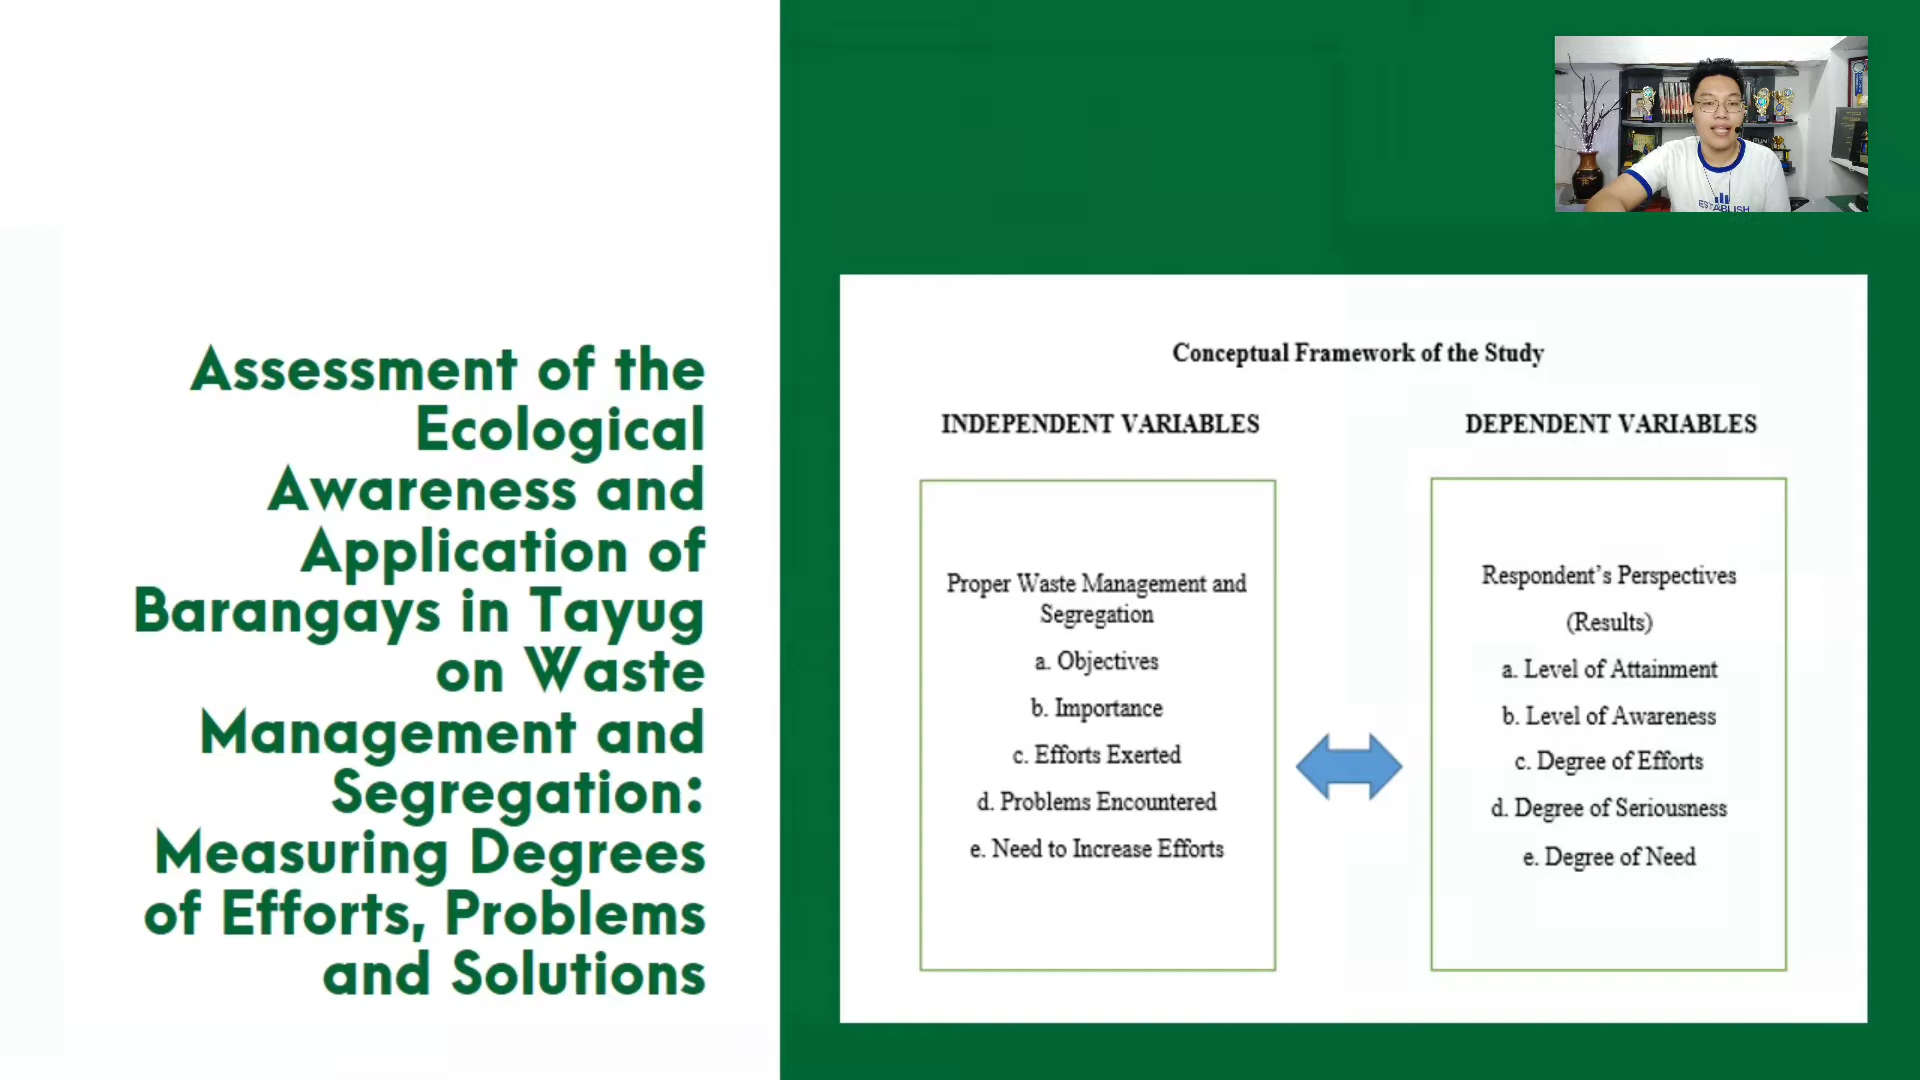 Assessment of the
Ecological
Awareness and
Application of
Barangays in Tayug
on Waste
Management and
Segregation:
Measuring Degrees
of Efforts, Problems
and Solutions
Conceptual Framework of the Study
INDEPENDENT VARIABLES
Proper Waste Management and
Segregation
a. Objectives
b. Importance
c. Efforts Exerted
d. Problems Encountered
e. Need to Increase Efforts
DEPENDENT VARIABLES
Respondent’s Perspectives
(Results)
a. Level of Attainment
b. Level of Awareness
c. Degree of Efforts
d. Degree of Seriousness
e. Degree of Need
ESTABLISH